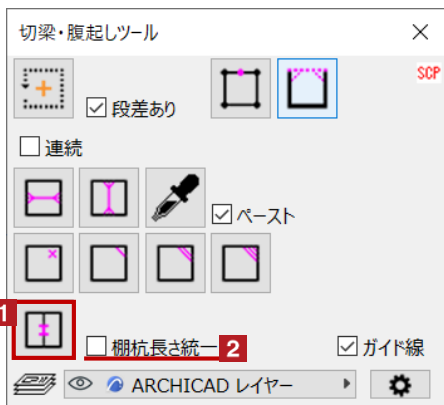 切梁・腹起しツール
SCP
段差あり
連続
ペースト
1
棚杭長さ統一 2
ガイド線
ARCHICAD レイヤー